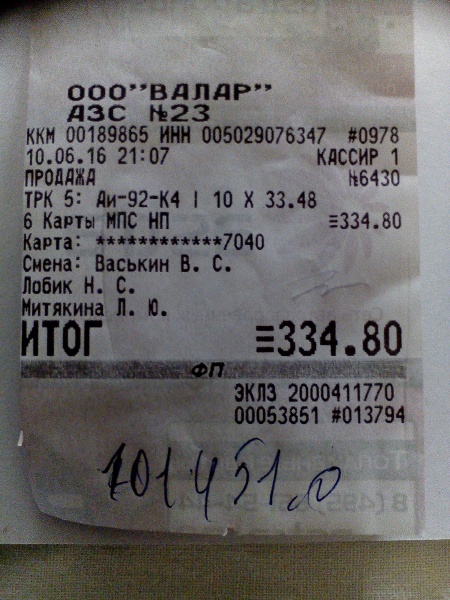 ООО"ВАЛАР"
АЗС №23
ККМ 00189865 ИНН 005029076347 #0978
10.06.16 21:07 КАССИР 1
ПРОДАЖА №6430
ТРК 5: Аи-92-К4 | 10 X 33.48
6 Карты МПС НП ≡334.80
Карта: ************7040
Смена: Васькин В. С.
Лобик Н. С.
Митякина Л. Ю.
ИТОГ ≡334.80
ФП
ЭКЛЗ 2000411770
00053851 #013794
101451.0